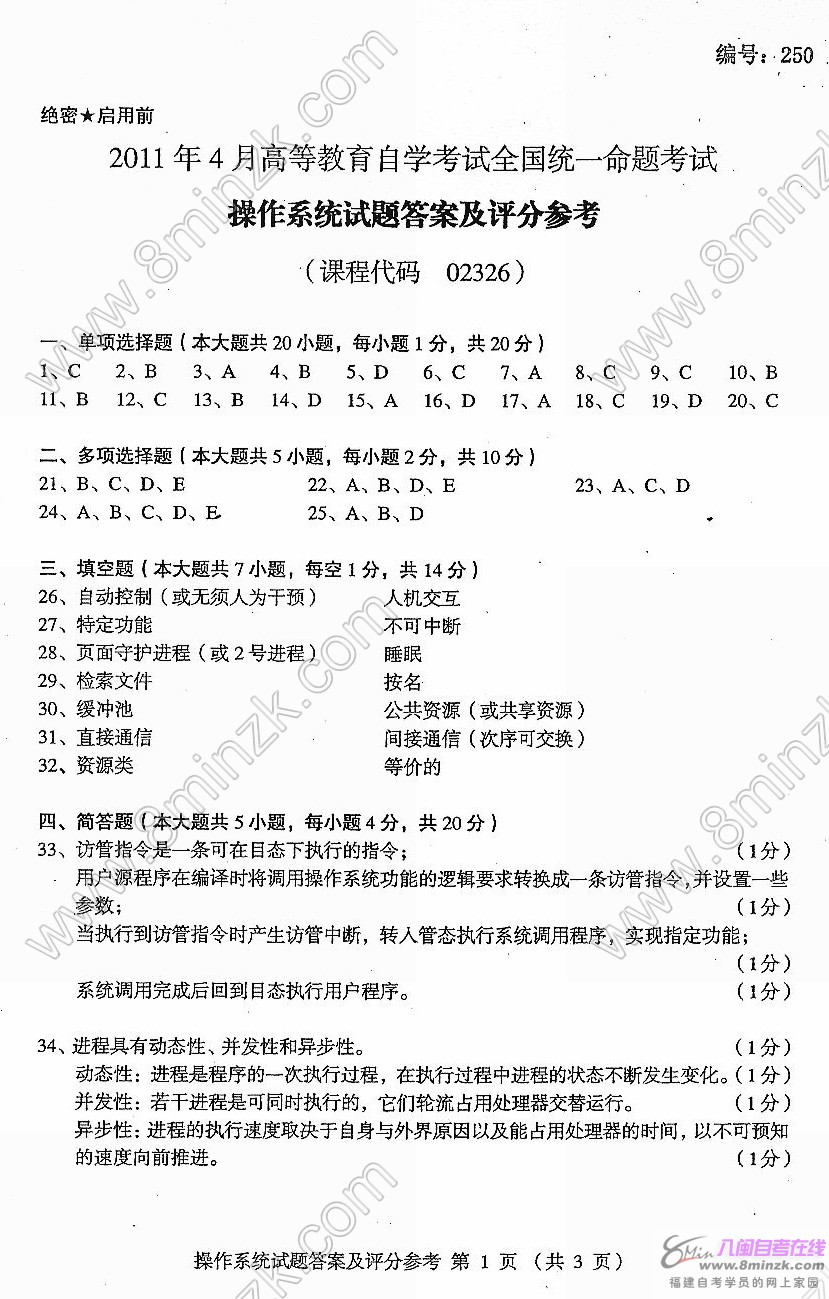 编号：250
绝密★启用前
2011年4月高等教育自学考试全国统一命题考试
操作系统试题答案及评分参考
（课程代码　02326）
一、单项选择题（本大题共20小题，每小题1分，共20分）
1、C 2、B 3、A 4、B 5、D 6、C 7、A 8、C 9、C 10、B
11、B 12、C 13、B 14、D 15、A 16、D 17、A 18、C 19、D 20、C
二、多项选择题（本大题共5小题，每小题2分，共10分）
21、B、C、D、E 22、A、B、D、E 23、A、C、D
24、A、B、C、D、E 25、A、B、D
三、填空题（本大题共7小题，每空1分，共14分）
26、自动控制（或无须人为干预） 人机交互
27、特定功能 不可中断
28、页面守护进程（或2号进程） 睡眠
29、检索文件 按名
30、缓冲池 公共资源（或共享资源）
31、直接通信 间接通信（次序可交换）
32、资源类 等价的
四、简答题（本大题共5小题，每小题4分，共20分）
33、访管指令是一条可在目态下执行的指令； （1分）
用户源程序在编译时将调用操作系统功能的逻辑要求转换成一条访管指令，并设置一些
参数； （1分）
当执行到访管指令时产生访管中断，转入管态执行系统调用程序，实现指定功能；
（1分）
系统调用完成后回到目态执行用户程序。 （1分）
34、进程具有动态性、并发性和异步性。 （1分）
动态性：进程是程序的一次执行过程，在执行过程中进程的状态不断发生变化。（1分）
并发性：若干进程是可同时执行的，它们轮流占用处理器交替运行。 （1分）
异步性：进程的执行速度取决于自身与外界原因以及能占用处理器的时间，以不可预知
的速度向前推进。 （1分）
操作系统试题答案及评分参考 第 1 页 （共 3 页）
8Min 八闽自考在线
www.8minzk.com
福建自考学员的网上家园
www.8minzk.com
www.8minzk.com
www.8minzk.com
www.8minzk.com